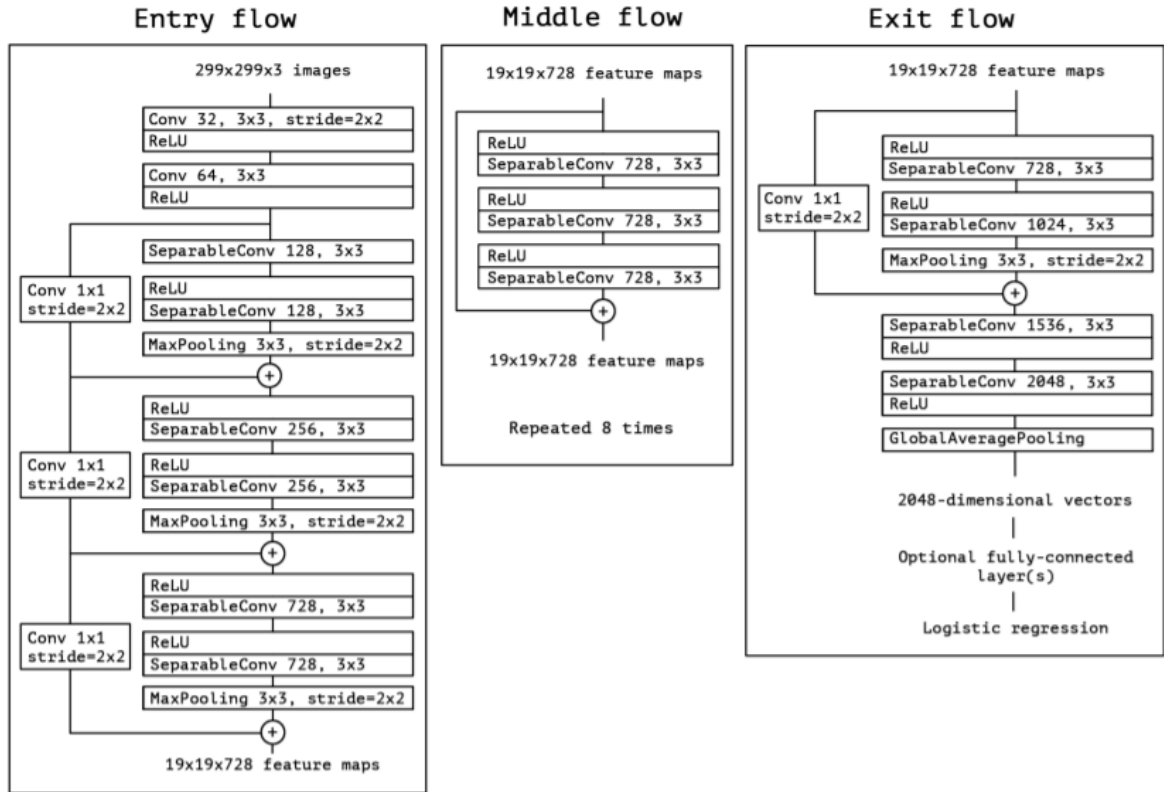 Entry flow
299x299x3 images
Conv 32, 3x3, stride=2x2
ReLU
Conv 64, 3x3
ReLU
SeparableConv 128, 3x3
Conv 1x1
stride=2x2
ReLU
SeparableConv 128, 3x3
MaxPooling 3x3, stride=2x2
+
ReLU
SeparableConv 256, 3x3
Conv 1x1
stride=2x2
ReLU
SeparableConv 256, 3x3
MaxPooling 3x3, stride=2x2
+
ReLU
SeparableConv 728, 3x3
Conv 1x1
stride=2x2
ReLU
SeparableConv 728, 3x3
MaxPooling 3x3, stride=2x2
+
19x19x728 feature maps
Middle flow
19x19x728 feature maps
ReLU
SeparableConv 728, 3x3
ReLU
SeparableConv 728, 3x3
ReLU
SeparableConv 728, 3x3
+
19x19x728 feature maps
Repeated 8 times
Exit flow
19x19x728 feature maps
ReLU
SeparableConv 728, 3x3
Conv 1x1
stride=2x2
ReLU
SeparableConv 1024, 3x3
MaxPooling 3x3, stride=2x2
+
SeparableConv 1536, 3x3
ReLU
SeparableConv 2048, 3x3
ReLU
GlobalAveragePooling
2048-dimensional vectors
Optional fully-connected
layer(s)
Logistic regression